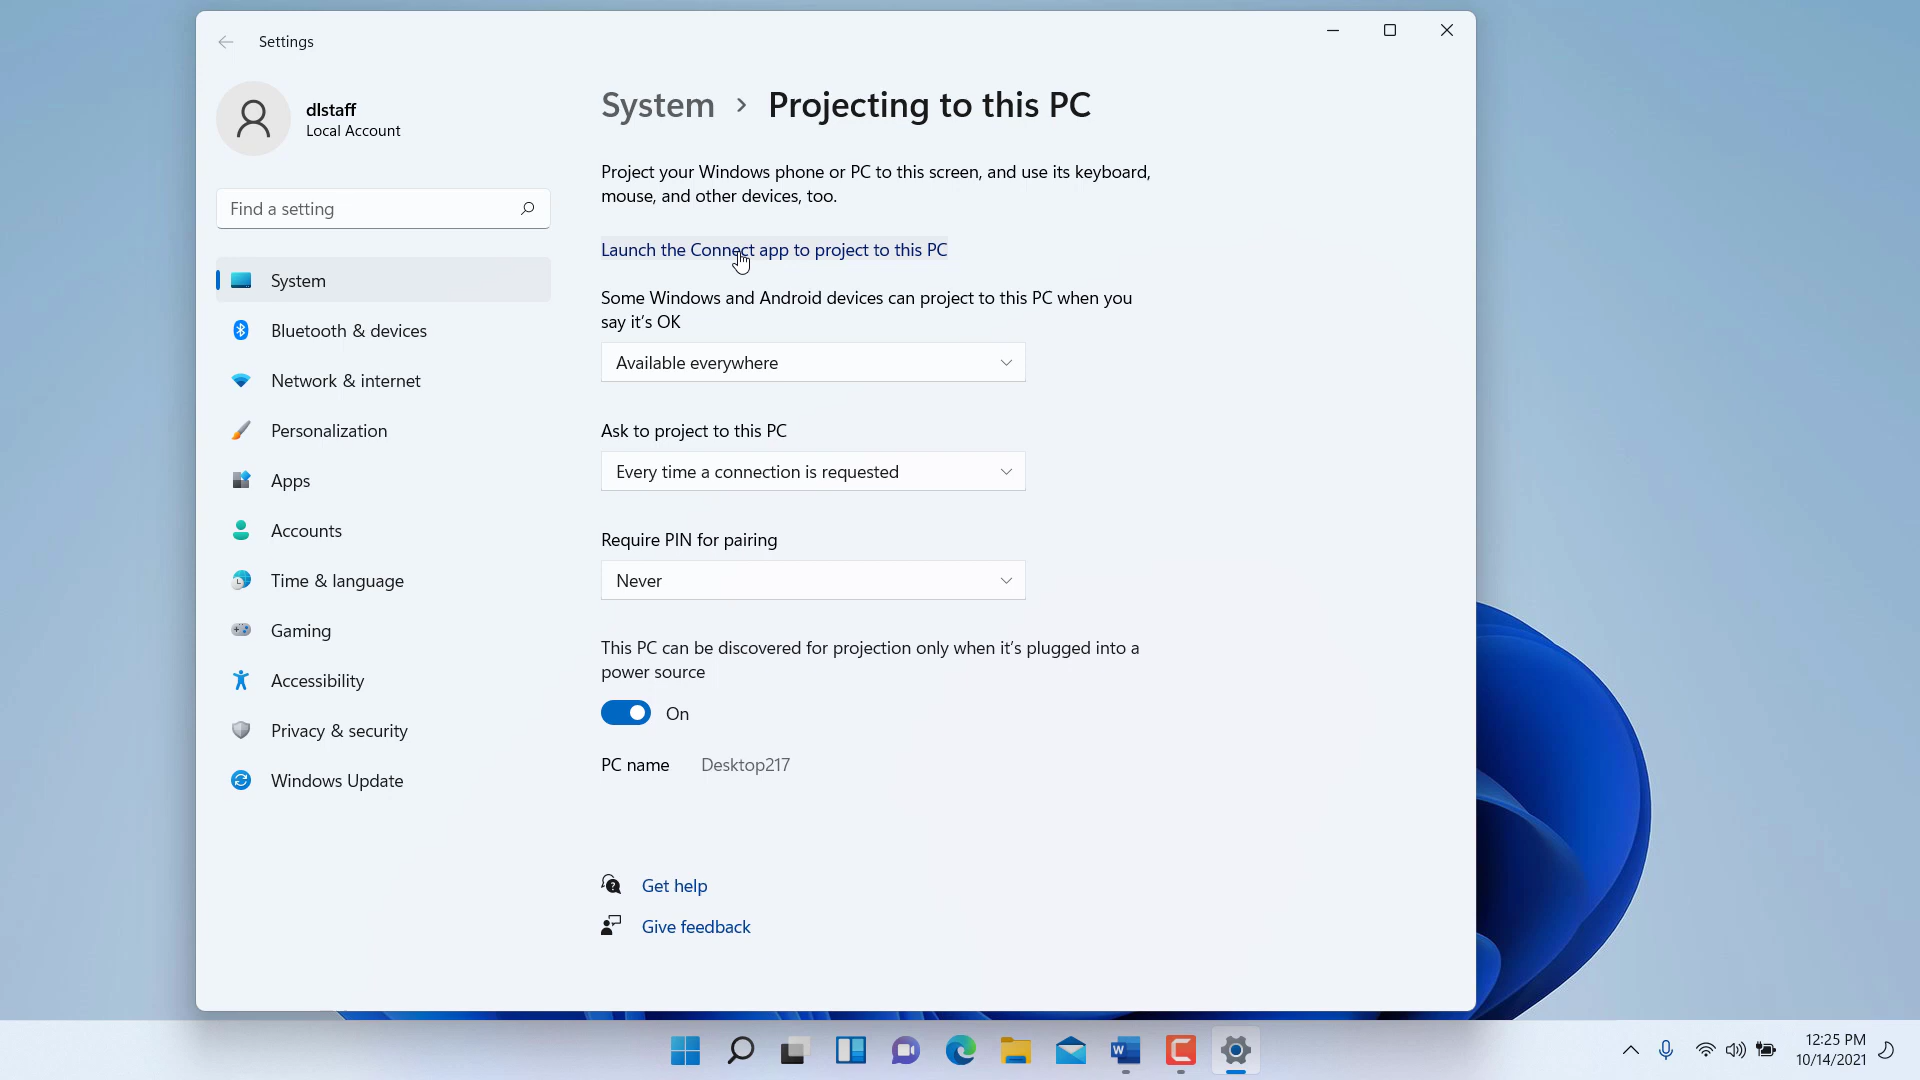 Settings
dlstaff
Local Account
Find a setting
System
Bluetooth & devices
Network & internet
Personalization
Apps
Accounts
Time & language
Gaming
Accessibility
Privacy & security
Windows Update
System > Projecting to this PC
Project your Windows phone or PC to this screen, and use its keyboard,
mouse, and other devices, too.
Launch the Connect app to project to this PC
Some Windows and Android devices can project to this PC when you
say it’s OK
Available everywhere
Ask to project to this PC
Every time a connection is requested
Require PIN for pairing
Never
This PC can be discovered for projection only when it’s plugged into a
power source
On
PC name Desktop217
Get help
Give feedback
12:25 PM
10/14/2021